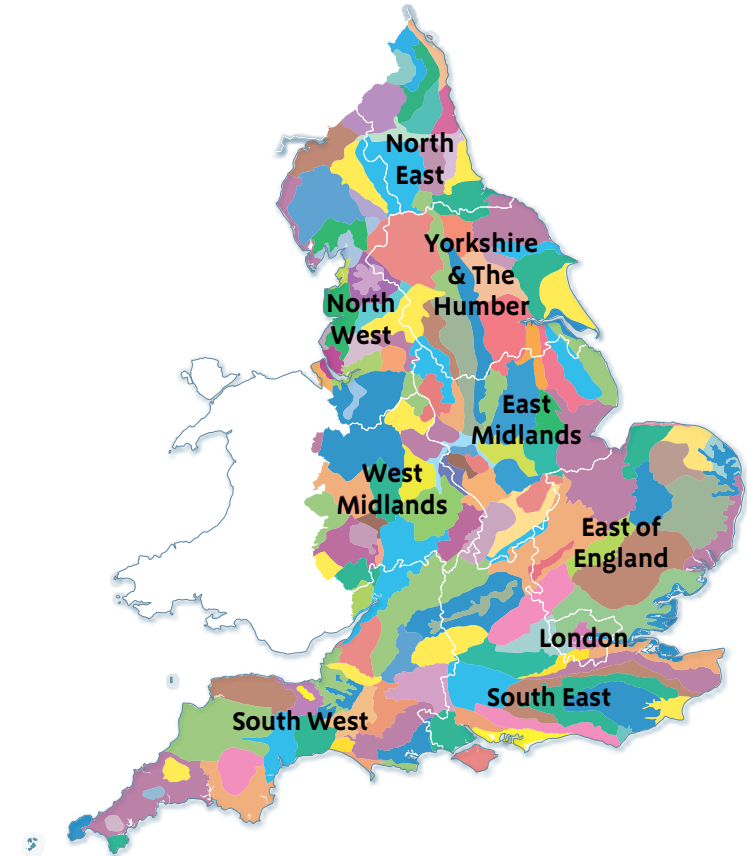 North
East
Yorkshire
& The
Humber
North
West
East
Midlands
West
Midlands
East of
England
London
South East
South West